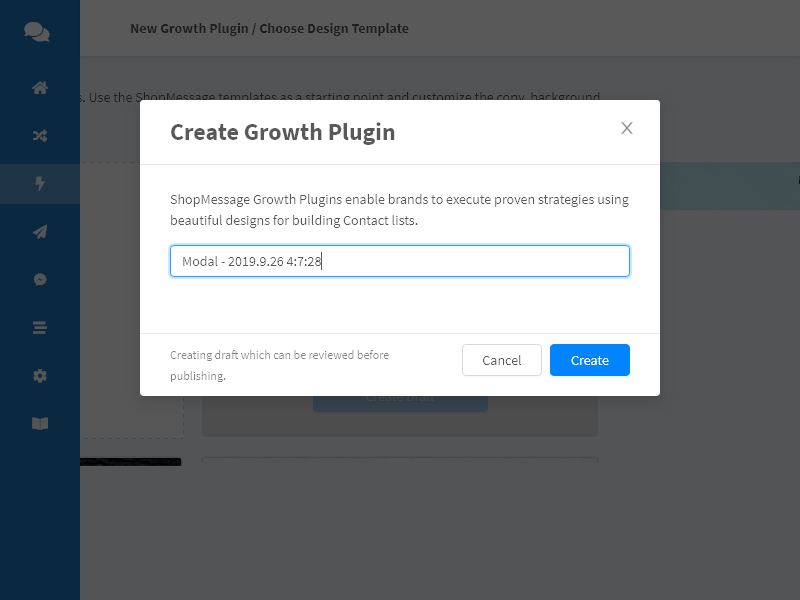 New Growth Plugin / Choose Design Template
s. Use the ShopMessage templates as a starting point and customize the copy, background
Create Growth Plugin
ShopMessage Growth Plugins enable brands to execute proven strategies using
beautiful designs for building Contact lists.
Modal - 2019.9.26 4:7:28
Creating draft which can be reviewed before
publishing.
Cancel
Create
Create Draft